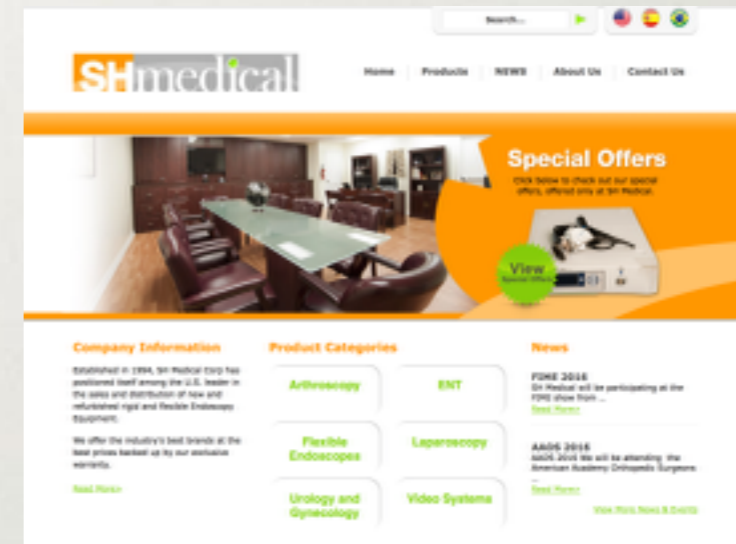 Search...
SHmedical
Home
Products
NEWS
About Us
Contact Us
Special Offers
Click below to check out our special
offers, offered only at SH Medical.
View
Special Offers
Company Information
Established in 1994, SH Medical Corp has
positioned itself among the U.S. leader in
the sales and distribution of new and
refurbished rigid and flexible Endoscopy
Equipment.
We offer the industry's best brands at the
best prices backed up by our exclusive
warranty.
Read More>
Product Categories
Arthroscopy
ENT
Flexible
Endoscopes
Laparoscopy
Urology and
Gynecology
Video Systems
News
FIME 2016
SH Medical will be participating at the
FIME show from ...
Read More>
AAOS 2016
AAOS 2016 We will be attending the
American Academy Orthopedic Surgeons
...
Read More>
View More News & Events